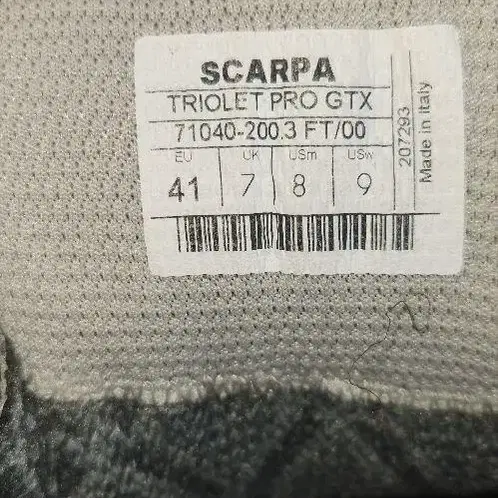 SCARPA
TRIOLET PRO GTX
71040-200.3 FT/00
EU UK USm USw
41 7 8 9
207293
Made in Italy